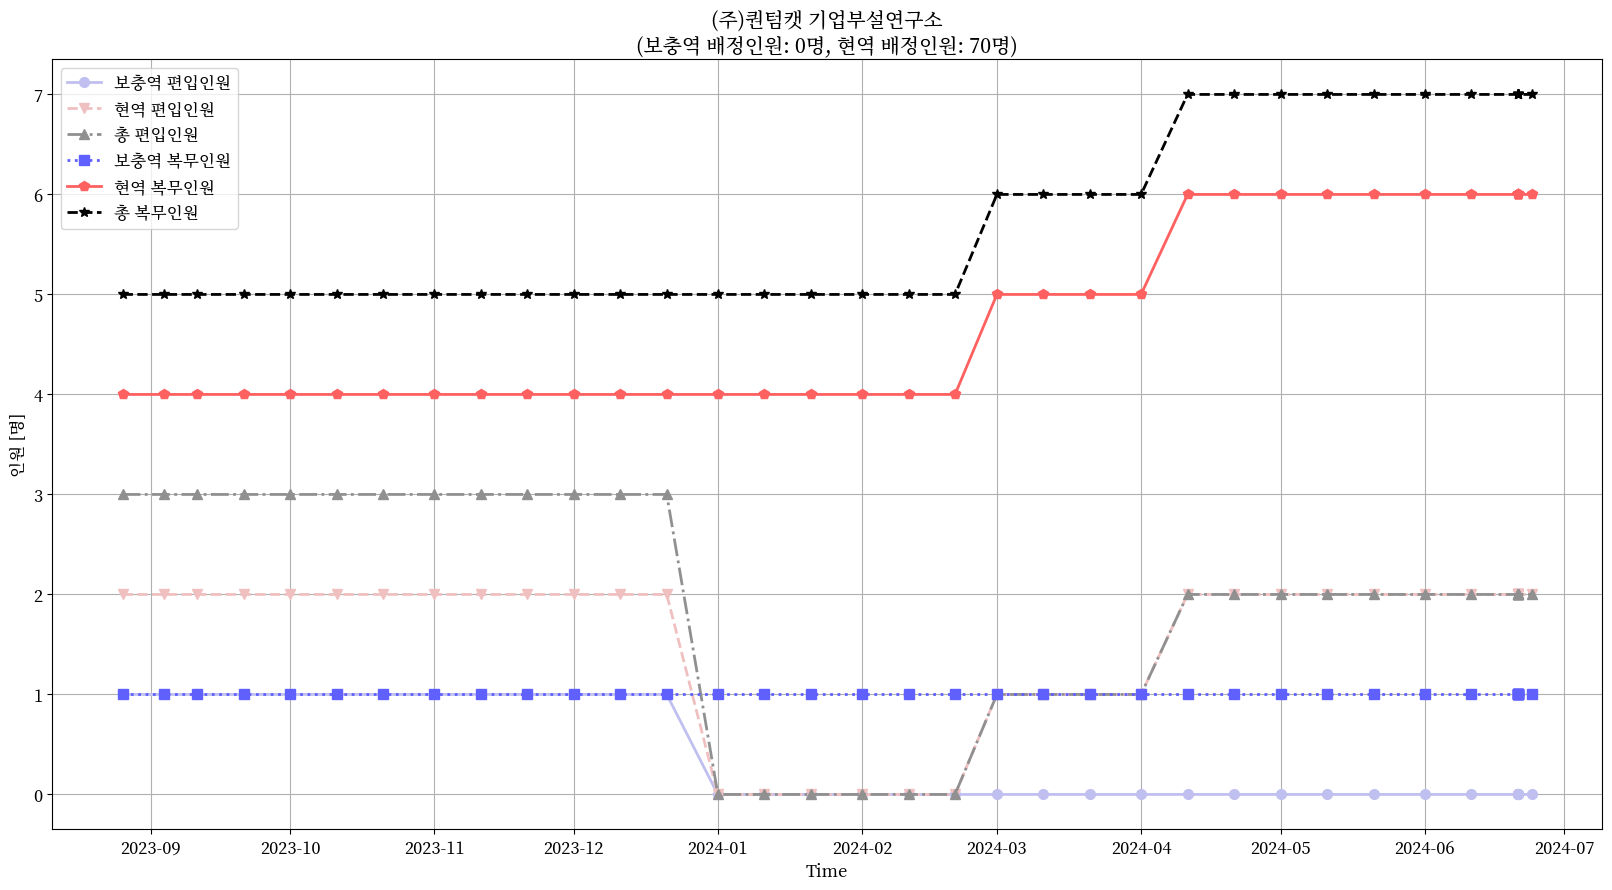 (주)퀀텀캣 기업부설연구소
(보충역 배정인원: 0명, 현역 배정인원: 70명)
보충역 편입인원
현역 편입인원
총 편입인원
보충역 복무인원
현역 복무인원
총 복무인원
인원 [명]
7
6
5
4
3
2
1
0
2023-09
2023-10
2023-11
2023-12
2024-01
2024-02
2024-03
2024-04
2024-05
2024-06
2024-07
Time